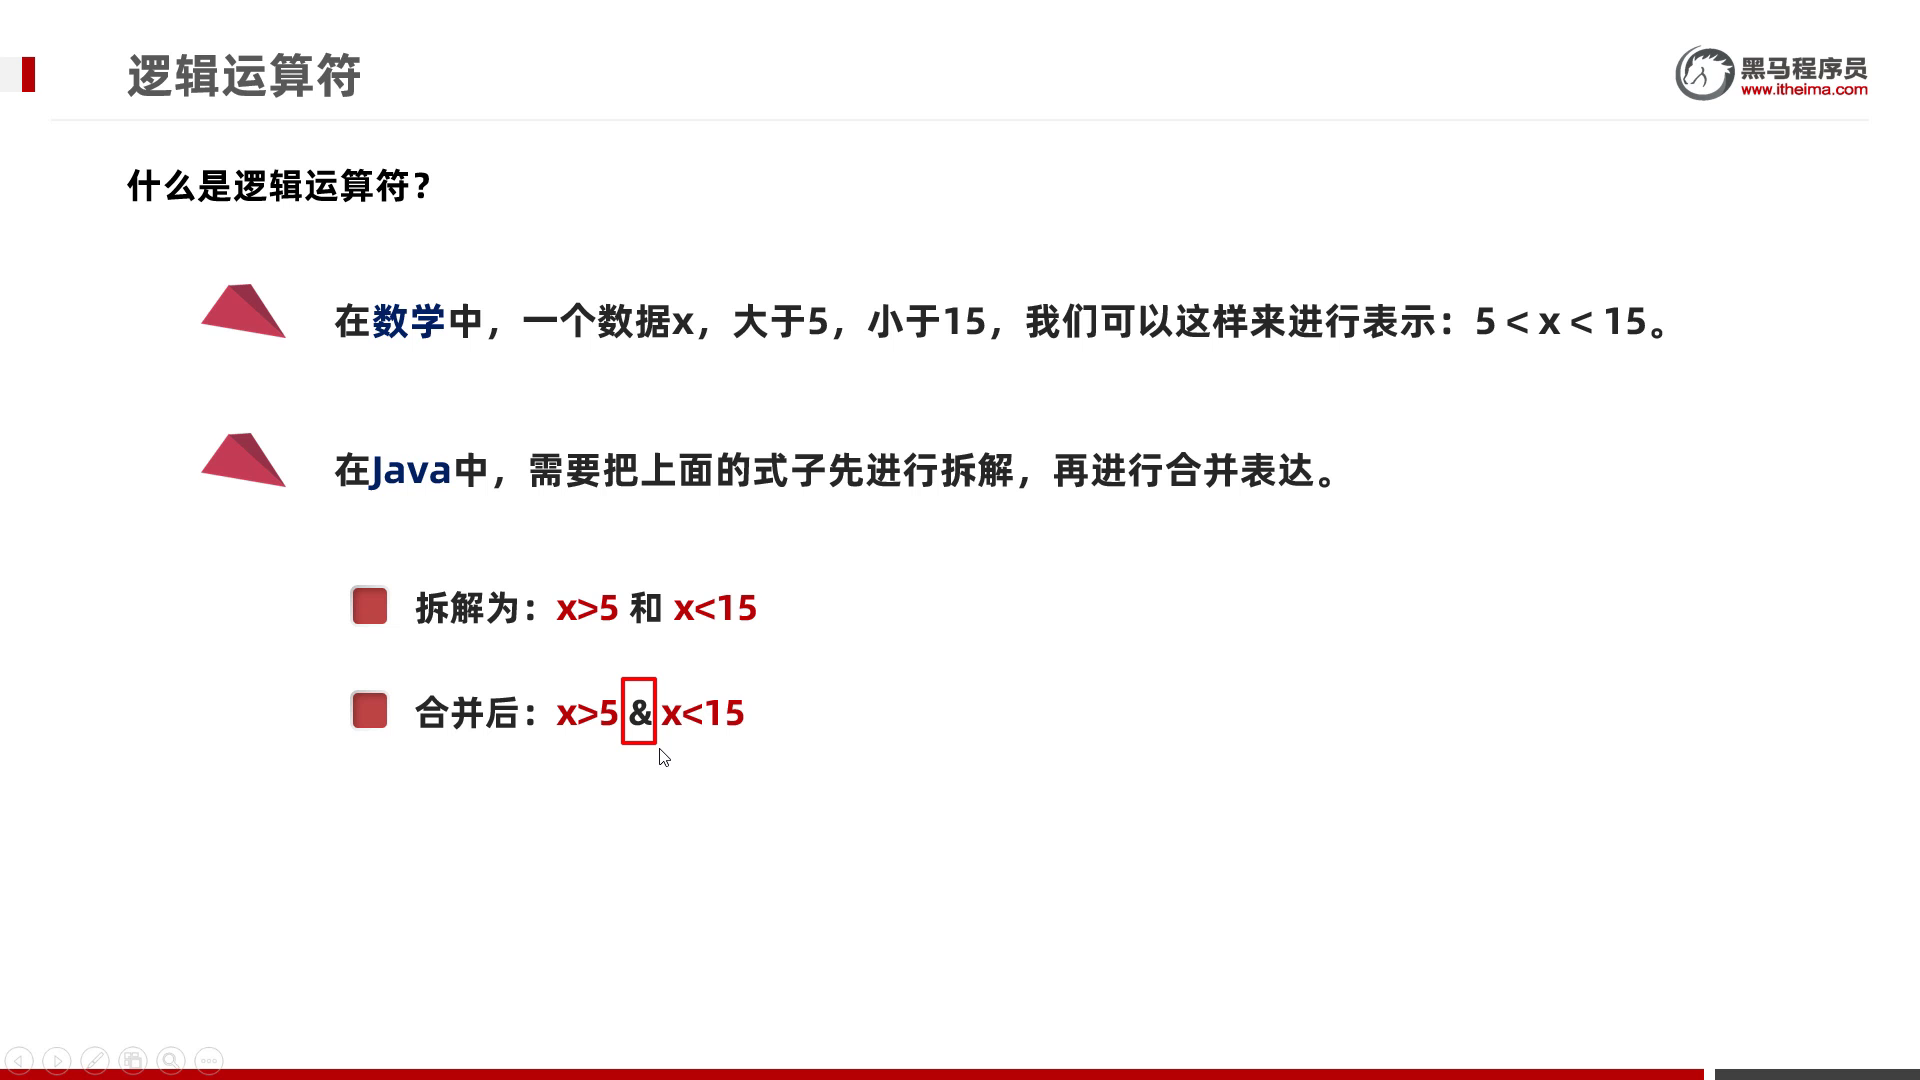 逻辑运算符
黑马程序员
www.itheima.com
什么是逻辑运算符？
在数学中，一个数据x，大于5，小于15，我们可以这样来进行表示：5 < x < 15。
在Java中，需要把上面的式子先进行拆解，再进行合并表达。
拆解为：x>5 和 x<15
合并后：x>5 & x<15